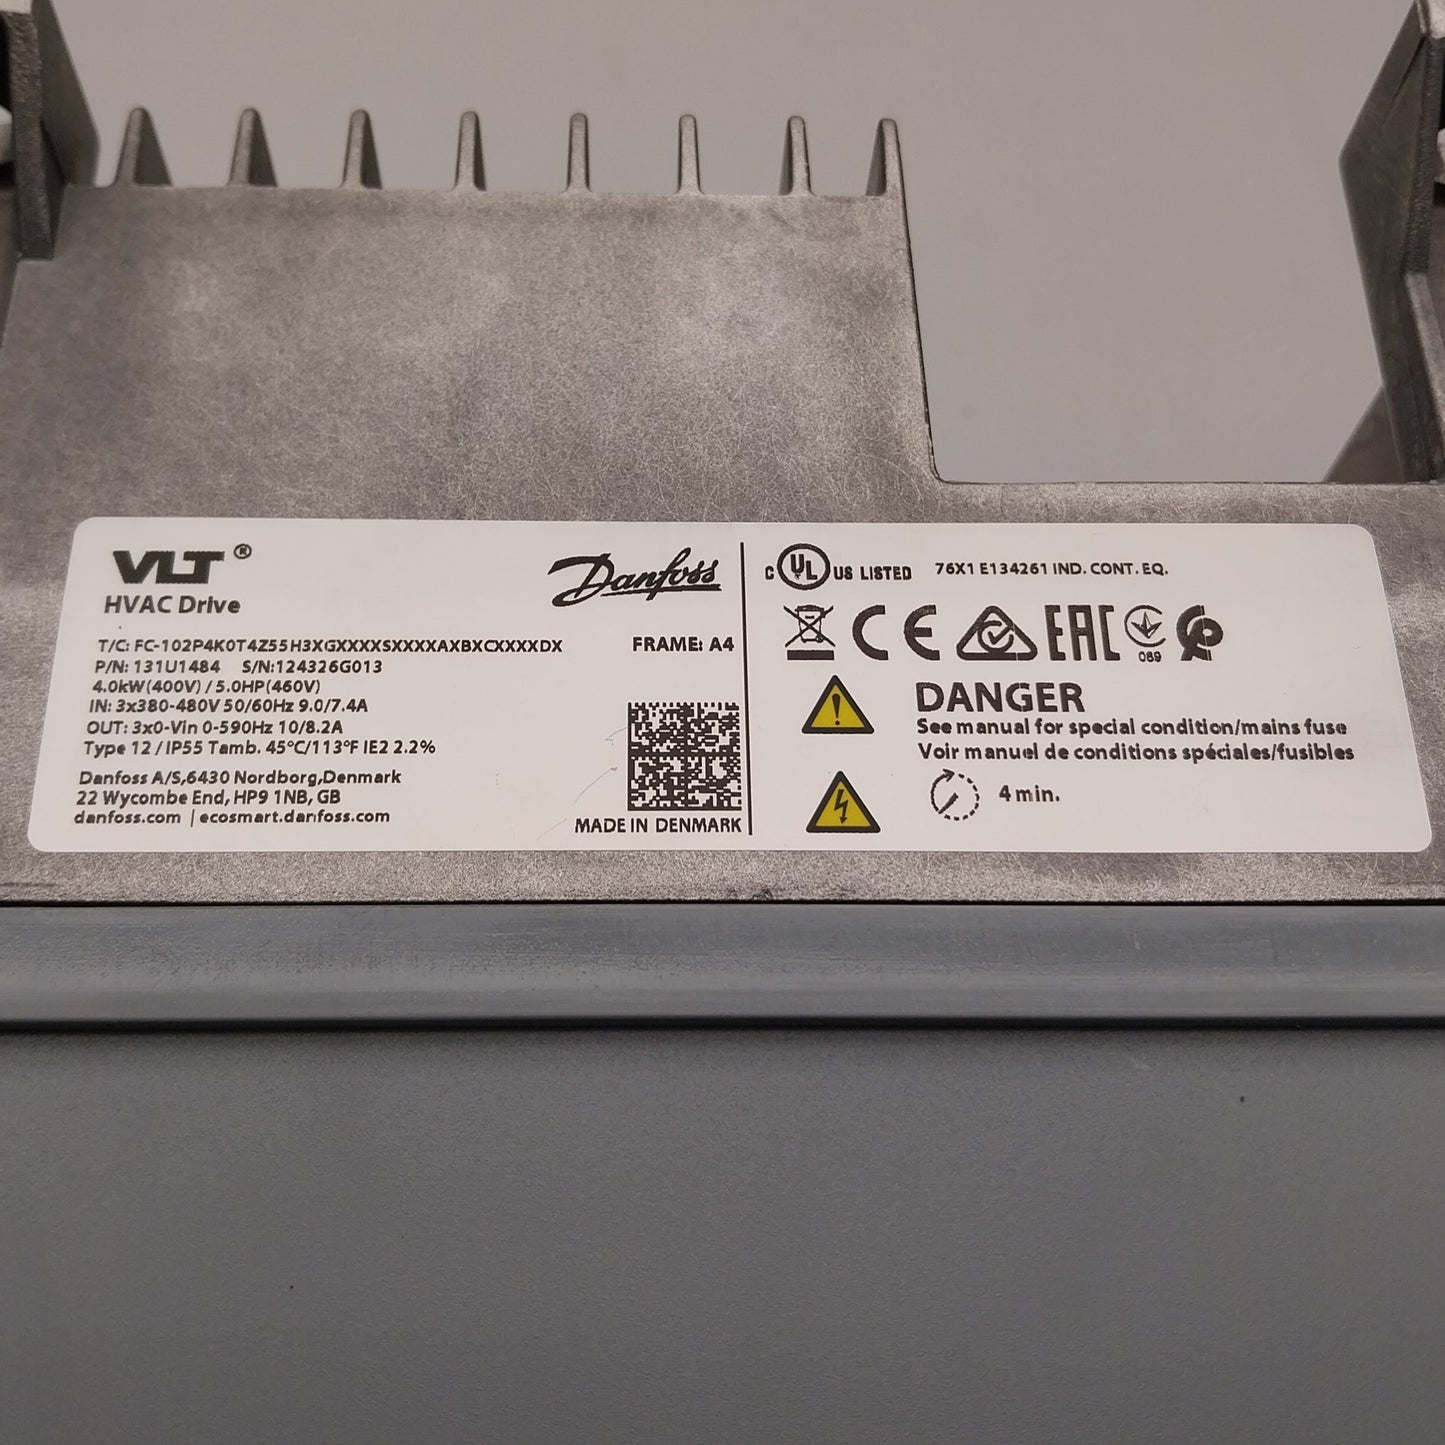 VLT ®
HVAC Drive
Danfoss
T/C: FC-102P4K0T4Z55H3XGXXXXSXXXXAXBXCXXXXDX
FRAME: A4
P/N: 131U1484 S/N:124326G013
4.0kW(400V) / 5.0HP(460V)
IN: 3x380-480V 50/60Hz 9.0/7.4A
OUT: 3x0-Vin 0-590Hz 10/8.2A
Type 12 / IP55 Tamb. 45°C/113°F IE2 2.2%
Danfoss A/S,6430 Nordborg,Denmark
22 Wycombe End, HP9 1NB, GB
danfoss.com | ecosmart.danfoss.com
MADE IN DENMARK
C UL US LISTED 76X1 E134261 IND. CONT. EQ.
CE EAC
089
DANGER
See manual for special condition/mains fuse
Voir manuel de conditions spéciales/fusibles
4 min.